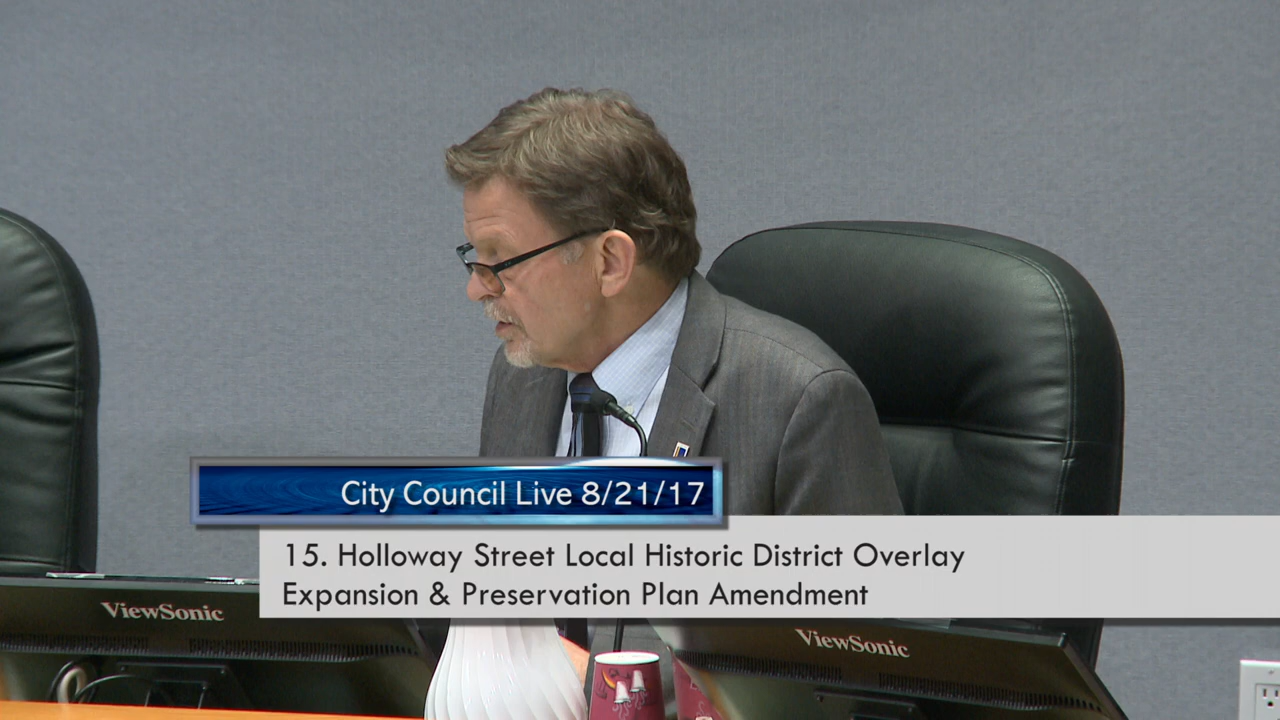 City Council Live 8/21/17
15. Holloway Street Local Historic District Overlay
Expansion & Preservation Plan Amendment
ViewSonic
ViewSonic